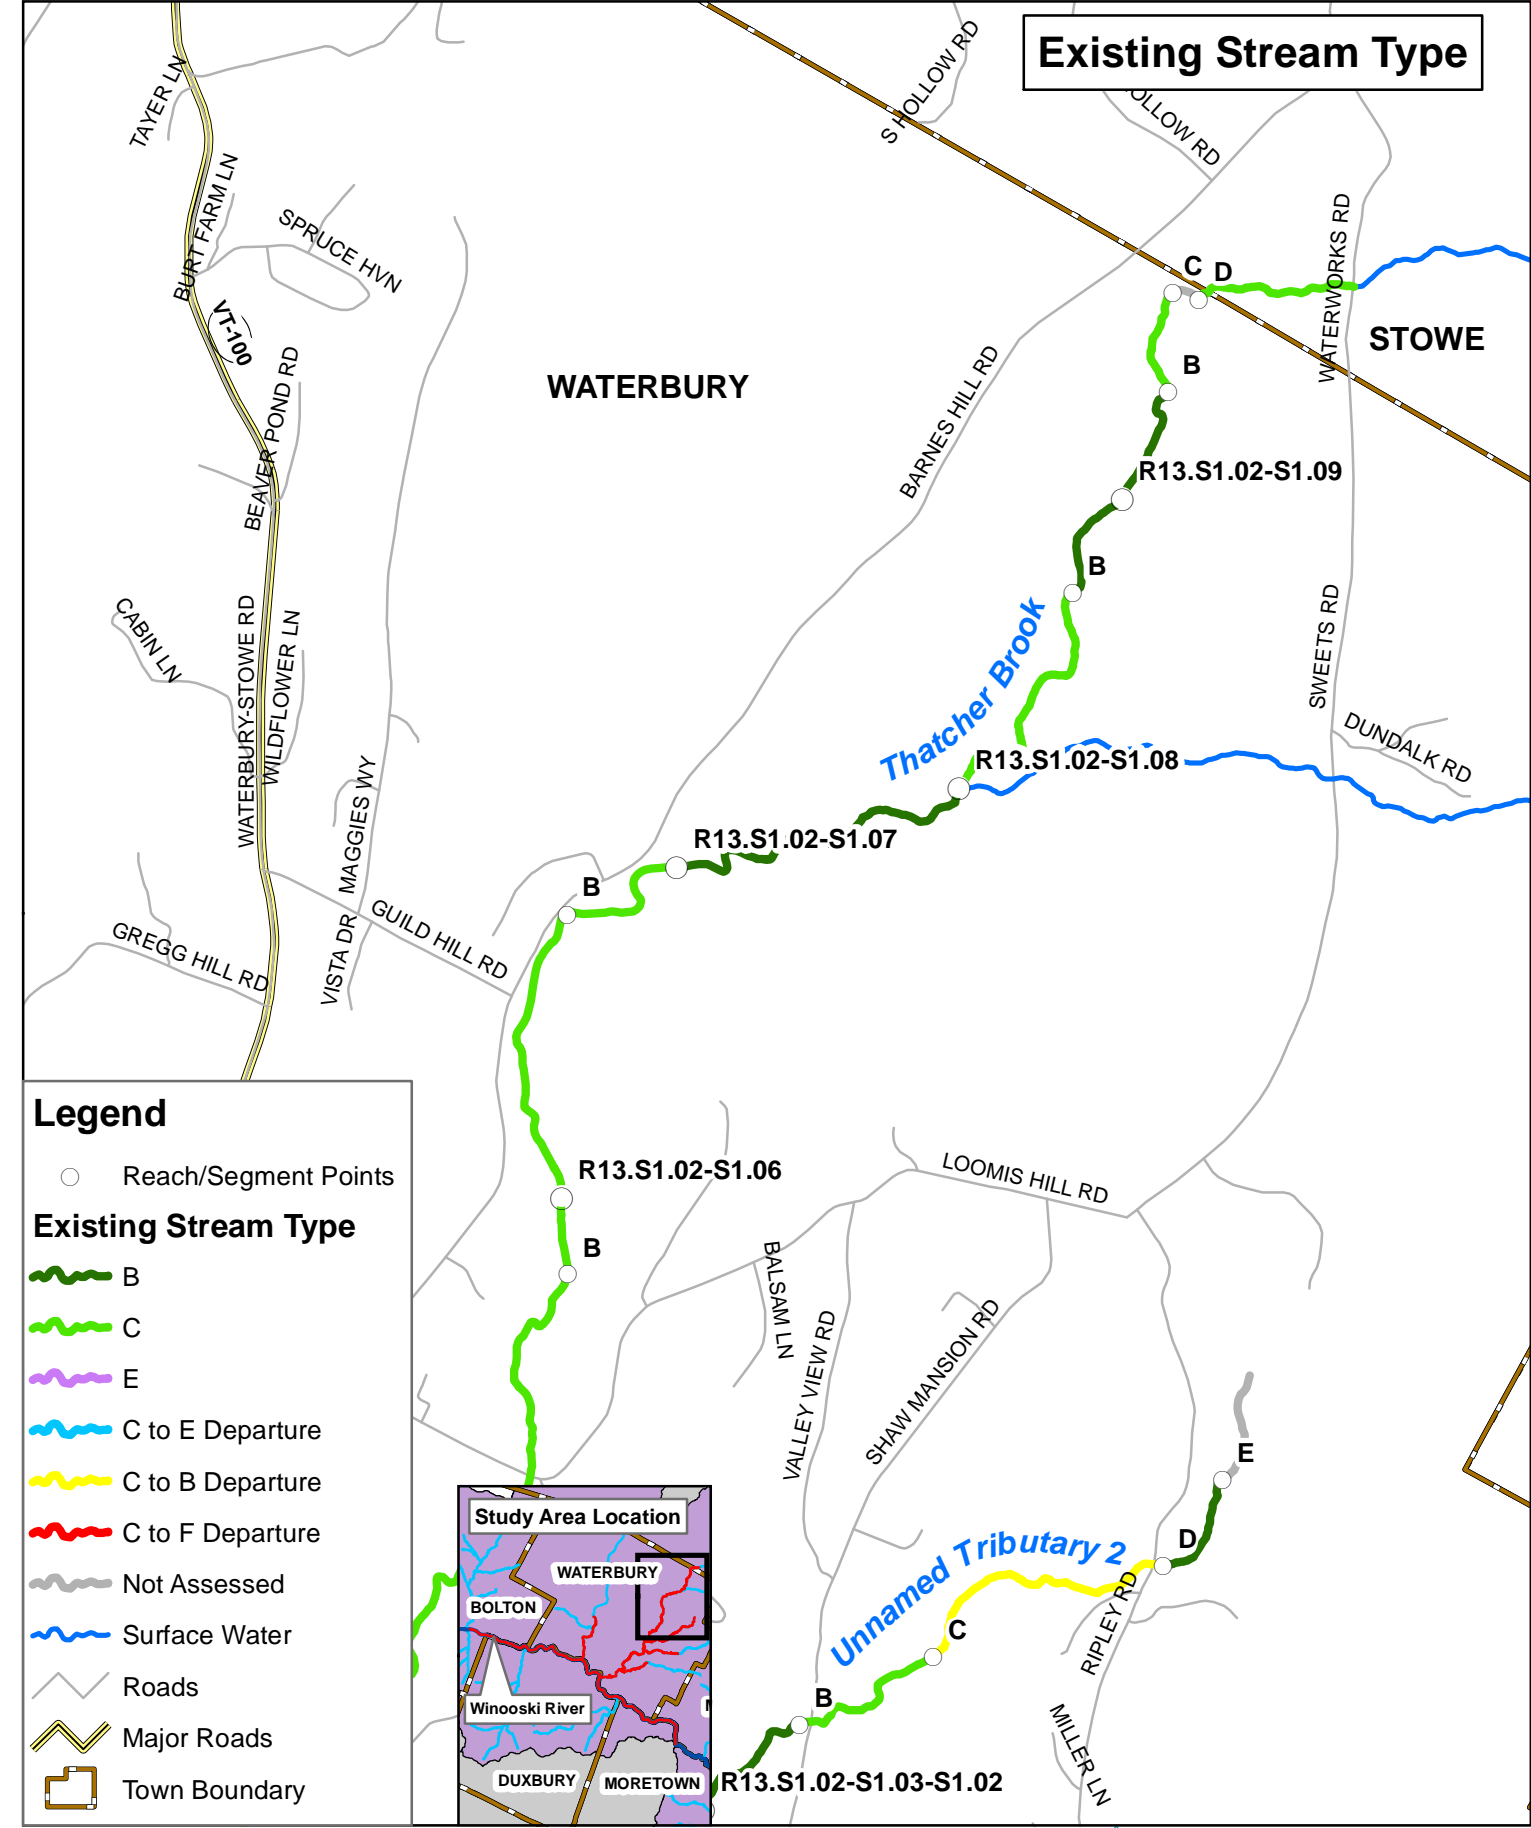 Existing Stream Type
S HOLLOW RD
OLLOW RD
TAYER LN
BURT FARM LN
SPRUCE HVN
WATERWORKS RD
C
D
VT-100
STOWE
BEAVER POND RD
WATERBURY
BARNES HILL RD
B
R13.S1.02-S1.09
B
CABIN LN
WATERBURY-STOWE RD
WILDFLOWER LN
Thatcher Brook
SWEETS RD
DUNDALK RD
R13.S1.02-S1.08
MAGGIES WY
R13.S1.02-S1.07
B
GREGG HILL RD
VISTA DR
GUILD HILL RD
R13.S1.02-S1.06
LOOMIS HILL RD
B
BALSAM LN
VALLEY VIEW RD
SHAW MANSION RD
E
D
Unnamed Tributary 2
C
RIPLEY RD
B
MILLER LN
R13.S1.02-S1.03-S1.02
Legend
Reach/Segment Points
Existing Stream Type
B
C
E
C to E Departure
C to B Departure
C to F Departure
Not Assessed
Surface Water
Roads
Major Roads
Town Boundary
Study Area Location
WATERBURY
BOLTON
Winooski River
DUXBURY
MORETOWN